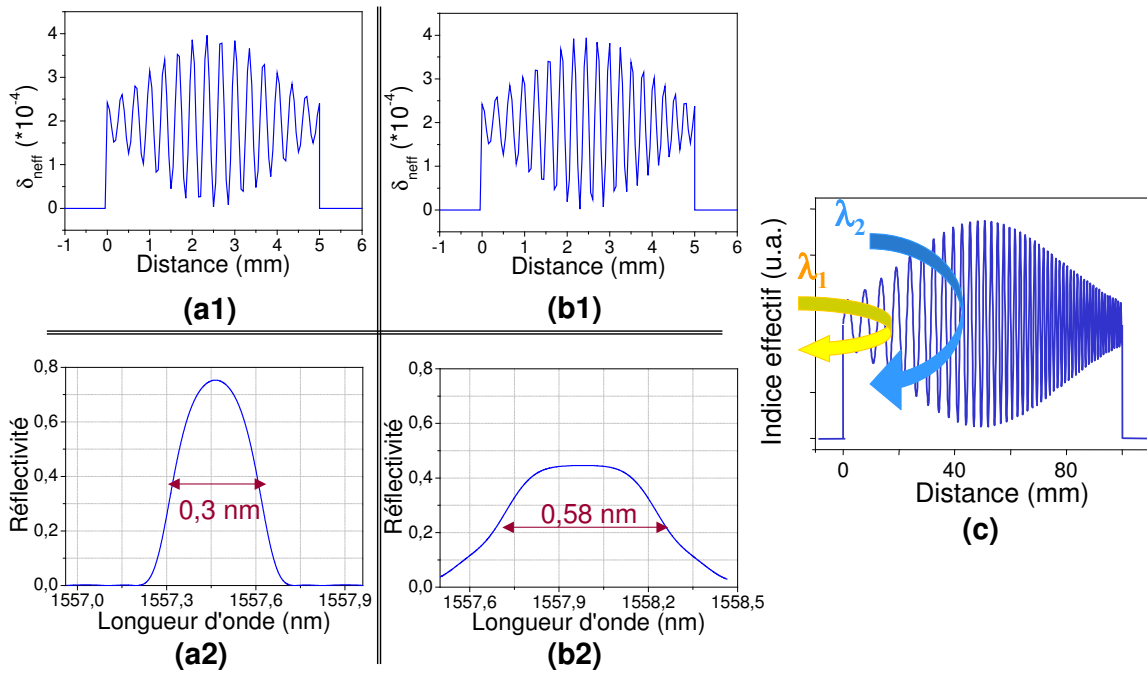 4
3
2
1
0
δneff (*10-4)
-1 0 1 2 3 4 5 6
Distance (mm)
(a1)
4
3
2
1
0
δneff (*10-4)
-1 0 1 2 3 4 5 6
Distance (mm)
(b1)
0,8
0,6
0,4
0,2
0,0
Réflectivité
0,3 nm
1557,0 1557,3 1557,6 1557,9
Longueur d'onde (nm)
(a2)
0,8
0,6
0,4
0,2
0,0
Réflectivité
0,58 nm
1557,6 1557,9 1558,2 1558,5
Longueur d'onde (nm)
(b2)
λ2
λ1
Indice effectif (u.a.)
0 40 80
Distance (mm)
(c)